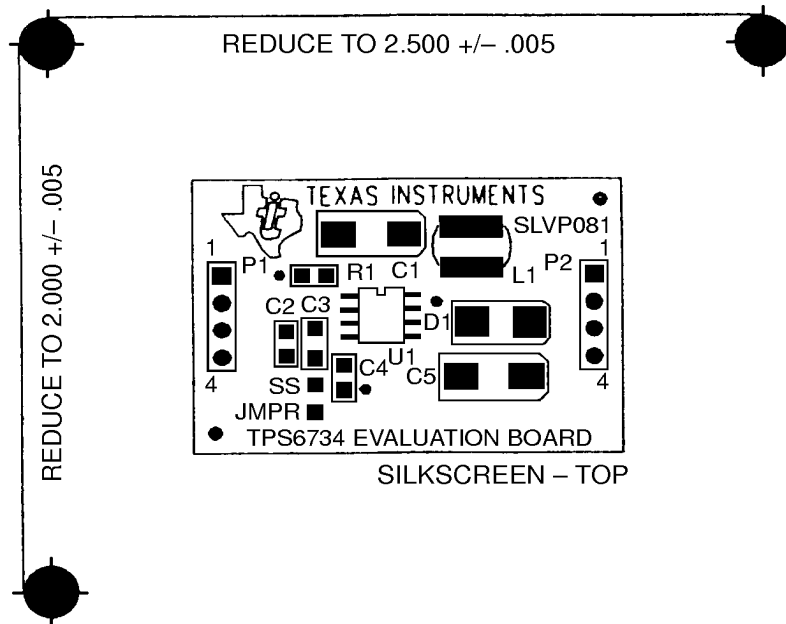 REDUCE TO 2.500 +/– .005
REDUCE TO 2.000 +/– .005
TEXAS INSTRUMENTS
SLVP081
1
P1
R1
C1
L1
P2
1
C2
C3
D1
U1
C4
C5
4
4
SS
JMPR
TPS6734 EVALUATION BOARD
SILKSCREEN – TOP